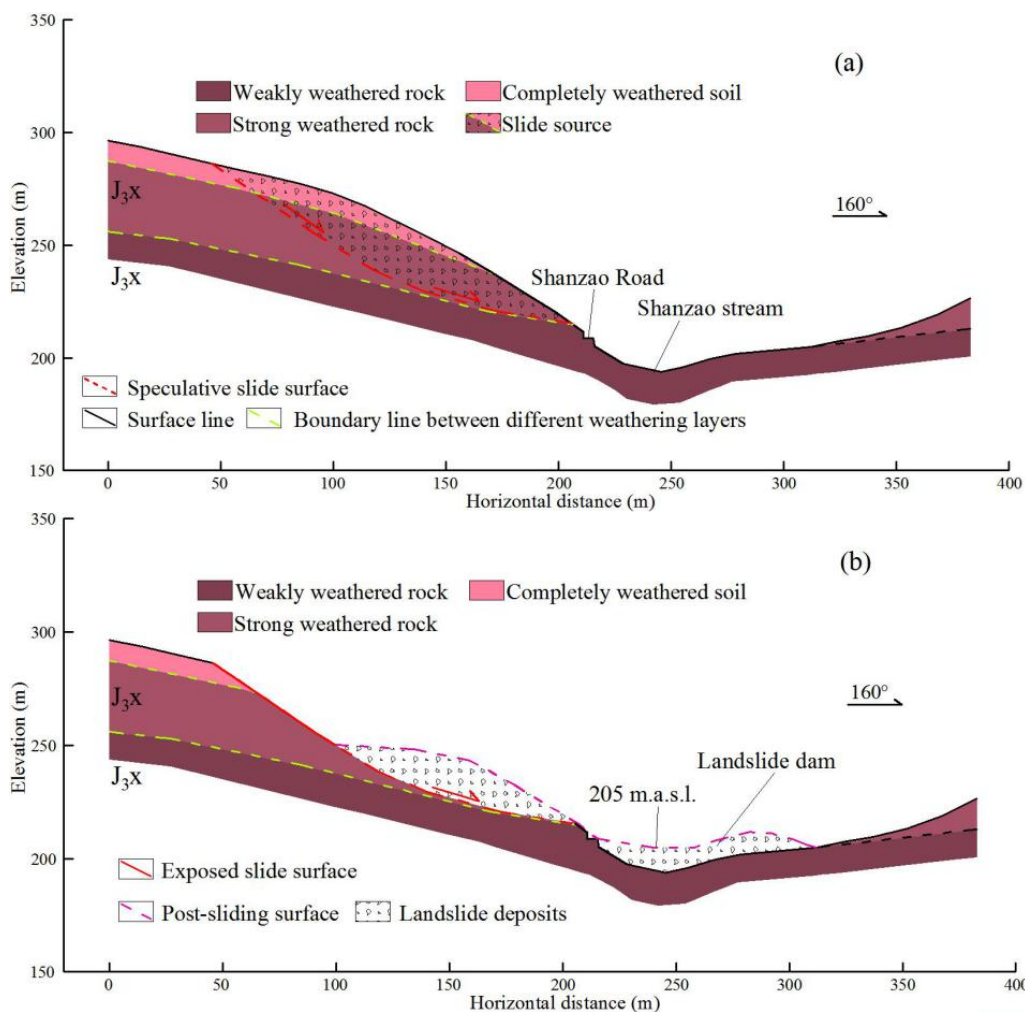 350
(a)
Weakly weathered rock
Completely weathered soil
Strong weathered rock
Slide source
300
J₃x
160°
250
Elevation (m)
J₃x
Shanzao Road
Shanzao stream
200
Speculative slide surface
Surface line
Boundary line between different weathering layers
150
0 50 100 150 200 250 300 350 400
Horizontal distance (m)
350
(b)
Weakly weathered rock
Completely weathered soil
Strong weathered rock
300
J₃x
160°
250
Elevation (m)
J₃x
Landslide dam
205 m.a.s.l.
200
Exposed slide surface
Post-sliding surface
Landslide deposits
150
0 50 100 150 200 250 300 350 400
Horizontal distance (m)